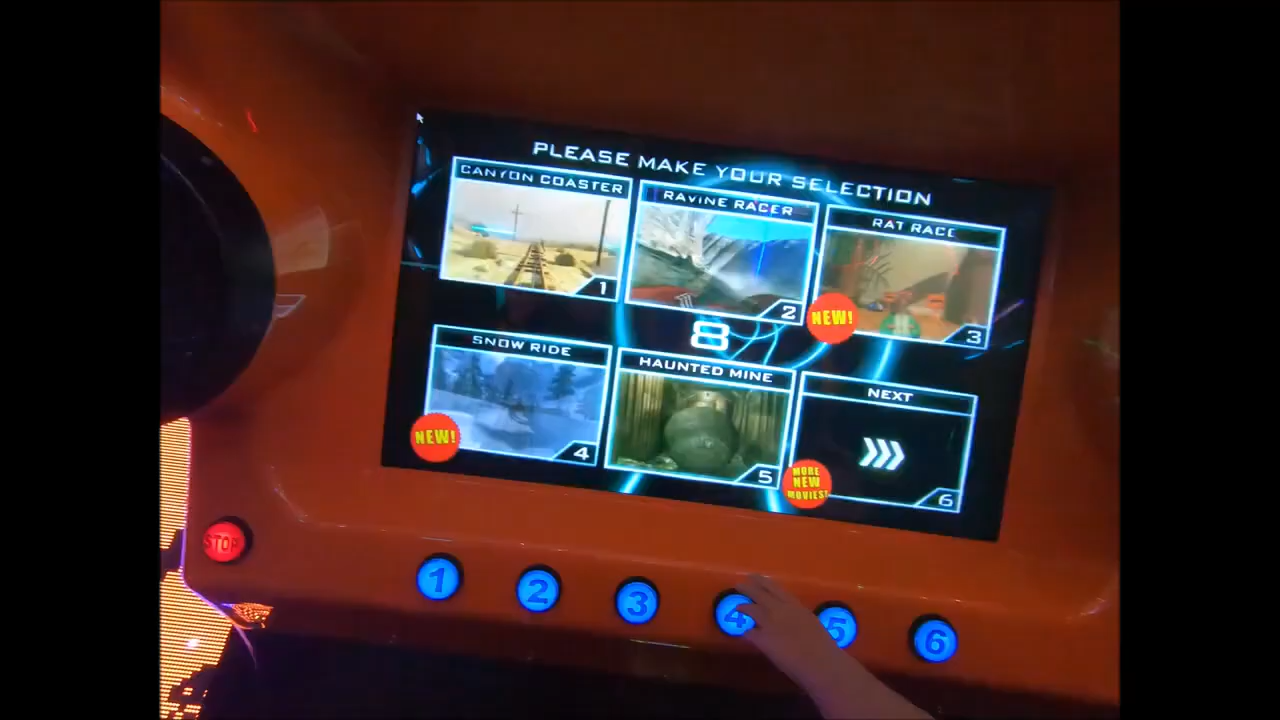 PLEASE MAKE YOUR SELECTION
CANYON COASTER
1
RAVINE RACER
2
RAT RACE
NEW!
3
8
SNOW RIDE
NEW!
4
HAUNTED MINE
5
NEXT
MORE
NEW
MOVIES!
6
STOP
1
2
3
4
5
6